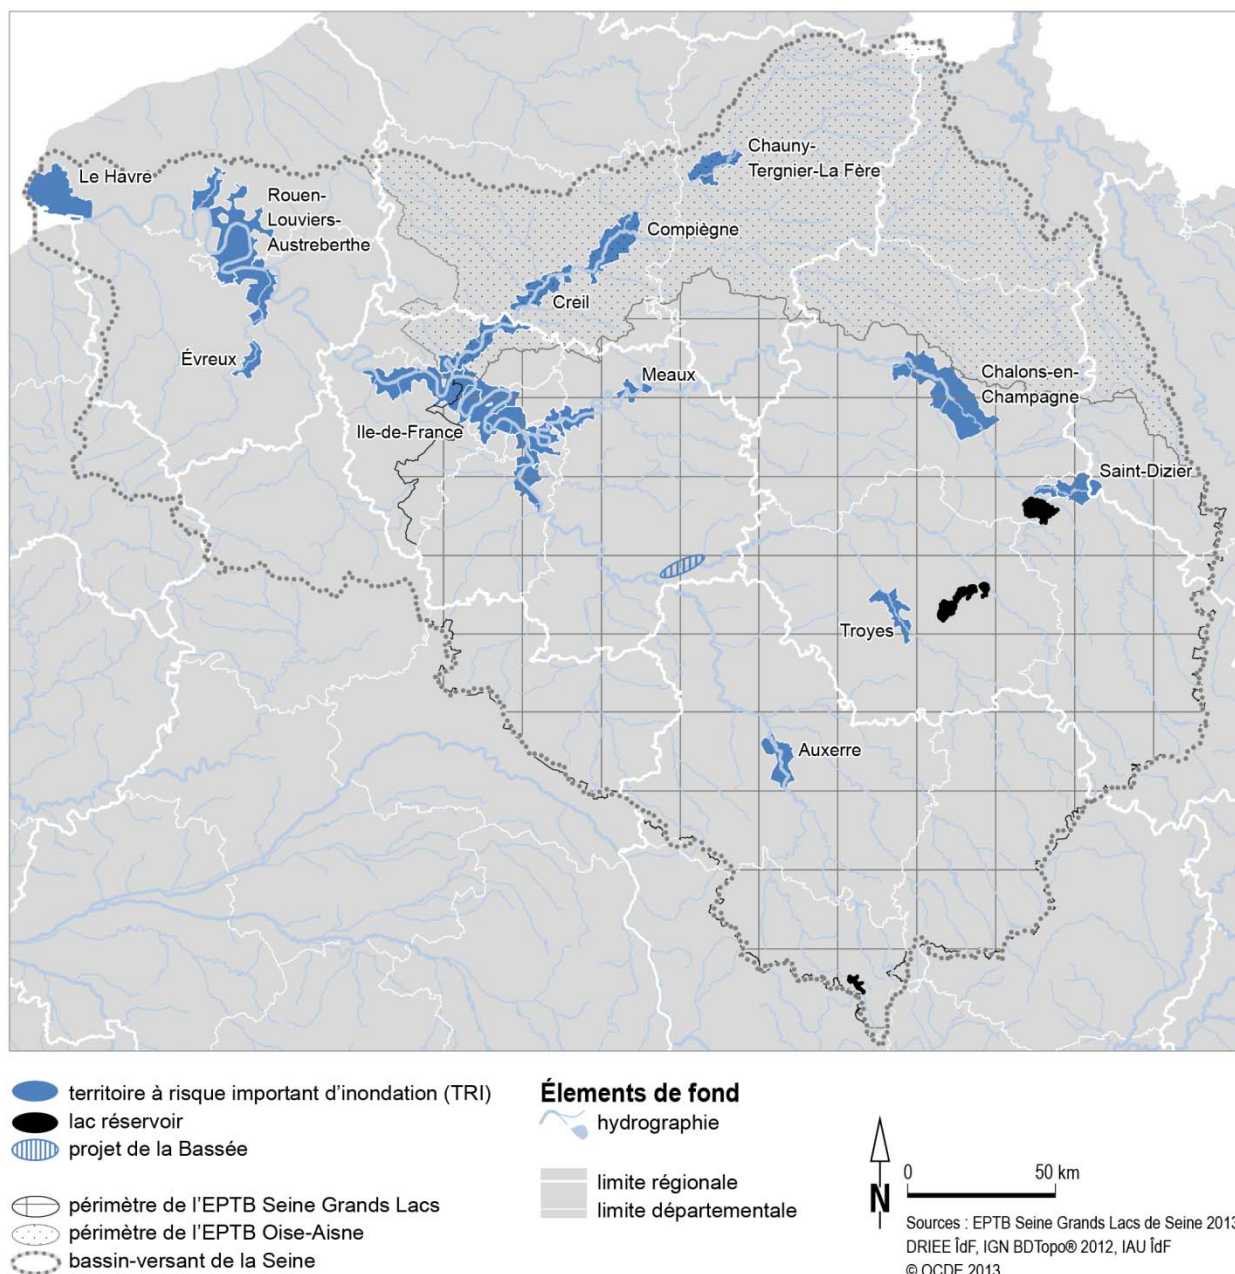 Le Havre
Rouen-
Louviers-
Austreberthe
Évreux
Chauny-
Tergnier-La Fère
Compiègne
Creil
Meaux
Ile-de-France
Chalons-en-
Champagne
Saint-Dizier
Troyes
Auxerre
territoire à risque important d'inondation (TRI)
lac réservoir
projet de la Bassée
périmètre de l'EPTB Seine Grands Lacs
périmètre de l'EPTB Oise-Aisne
bassin-versant de la Seine
Élements de fond
hydrographie
limite régionale
limite départementale
N
0 50 km
Sources : EPTB Seine Grands Lacs de Seine 2013
DRIEE ÎdF, IGN BDTopo® 2012, IAU ÎdF
© OCDE 2013